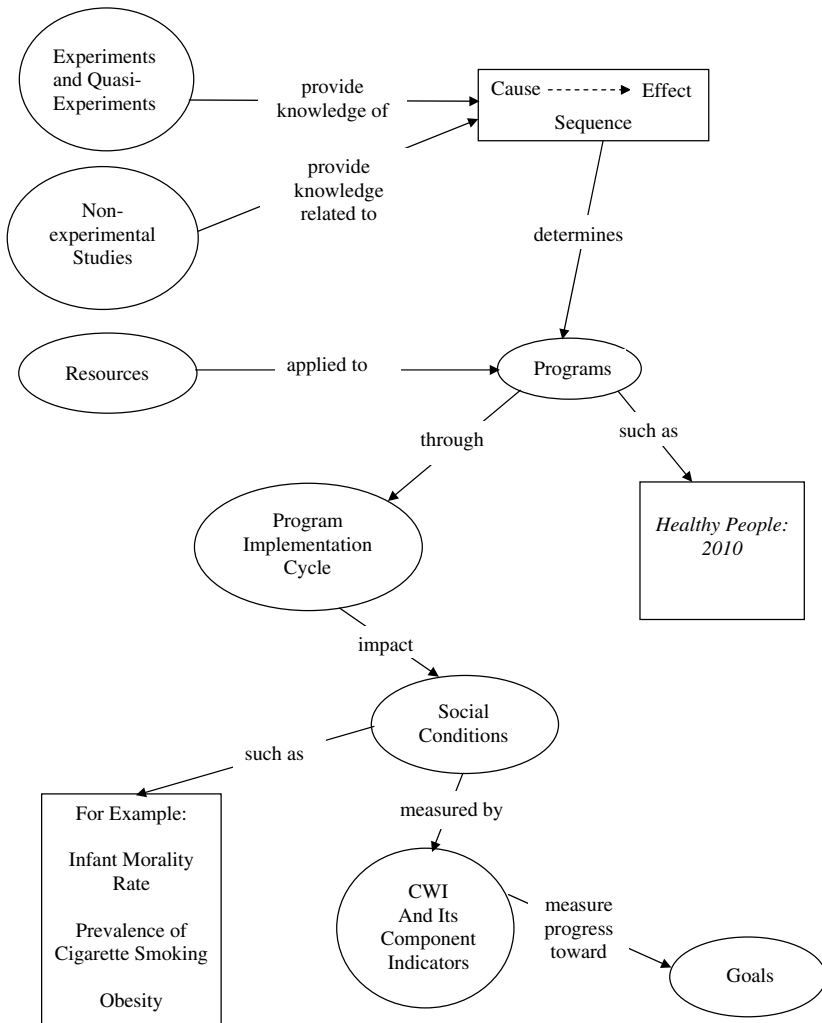 Experiments
and Quasi-
Experiments
provide
knowledge of
Cause
Effect
Sequence
provide
knowledge
related to
Non-
experimental
Studies
determines
Resources
applied to
Programs
through
such as
Program
Implementation
Cycle
Healthy People:
2010
impact
Social
Conditions
such as
measured by
For Example:
Infant Morality
Rate
Prevalence of
Cigarette Smoking
Obesity
CWI
And Its
Component
Indicators
measure
progress
toward
Goals